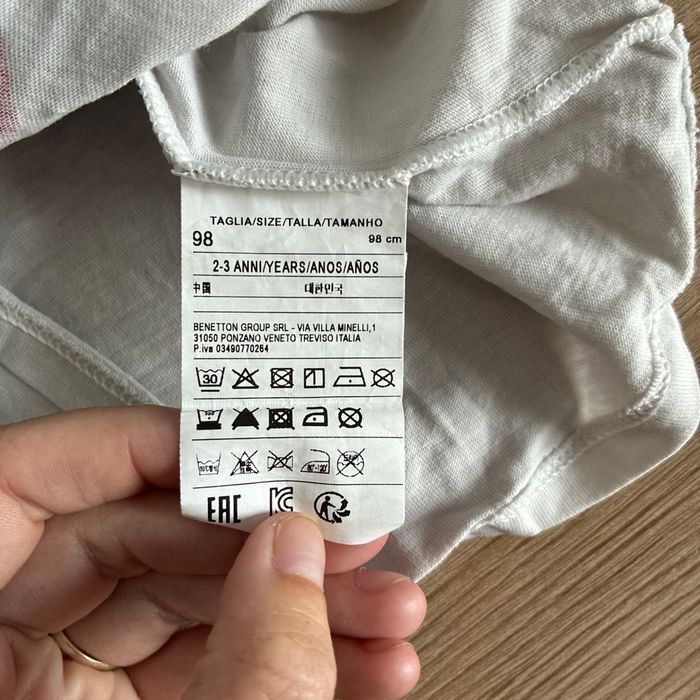 TAGLIA/SIZE/TALLA/TAMANHO
98 98 cm
2-3 ANNI/YEARS/ANOS/AÑOS
中国 대한민국
BENETTON GROUP SRL - VIA VILLA MINELLI,1
31050 PONZANO VENETO TREVISO ITALIA
P.iva 03490770264
30
EAC